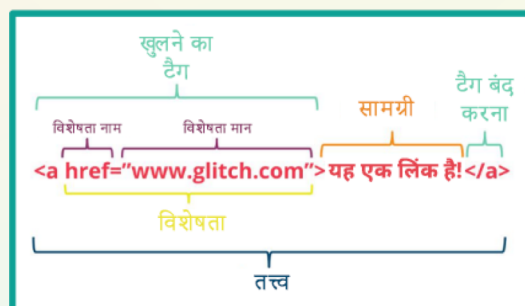 खुलने का
टैग
टैग बंद
करना
सामग्री
विशेषता नाम
विशेषता मान
<a href=”www.glitch.com”>यह एक लिंक है!</a>
विशेषता
तत्त्व